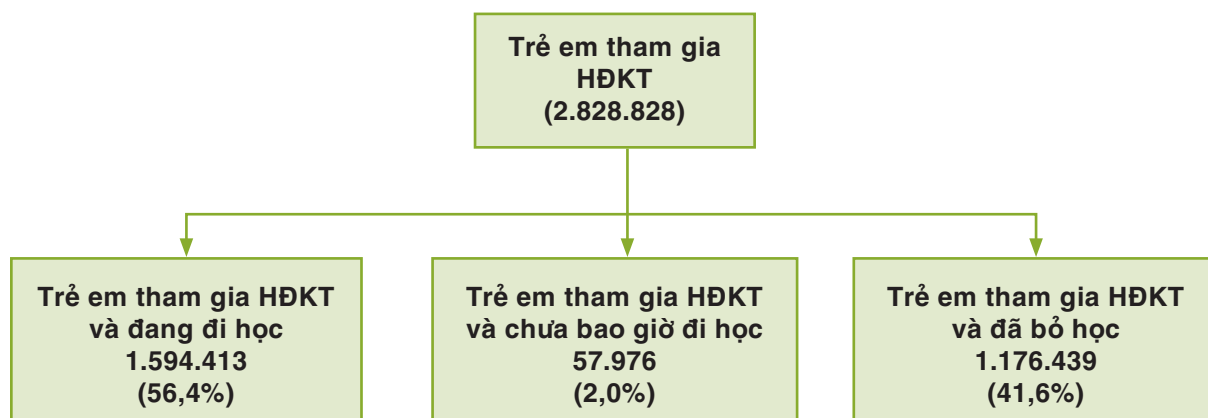 Trẻ em tham gia
HĐKT
(2.828.828)
Trẻ em tham gia HĐKT
và đang đi học
1.594.413
(56,4%)
Trẻ em tham gia HĐKT
và chưa bao giờ đi học
57.976
(2,0%)
Trẻ em tham gia HĐKT
và đã bỏ học
1.176.439
(41,6%)